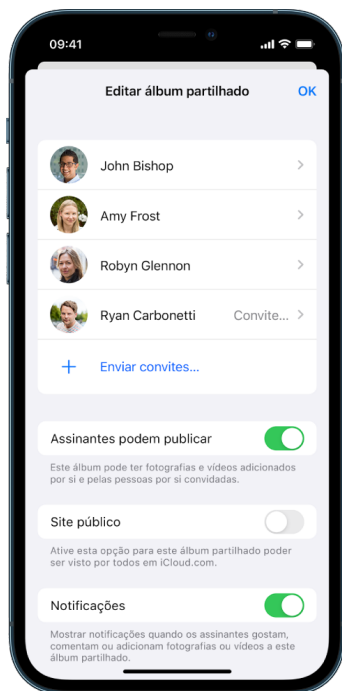 09:41
Editar álbum partilhado OK
John Bishop
Amy Frost
Robyn Glennon
Ryan Carbonetti Convite...
Enviar convites...
Assinantes podem publicar
Este álbum pode ter fotografias e vídeos adicionados
por si e pelas pessoas por si convidadas.
Site público
Ative esta opção para este álbum partilhado poder
ser visto por todos em iCloud.com.
Notificações
Mostrar notificações quando os assinantes gostam,
comentam ou adicionam fotografias ou vídeos a este
álbum partilhado.